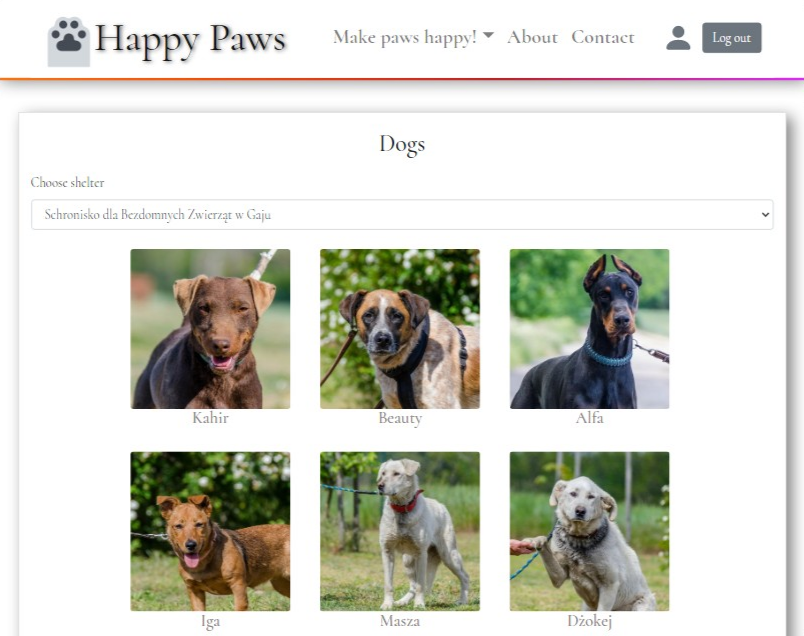 Happy Paws
Make paws happy! About Contact Log out
Dogs
Choose shelter
Schronisko dla Bezdomnych Zwierząt w Gaju
Kahir Beauty Alfa
Iga Masza Dżokej